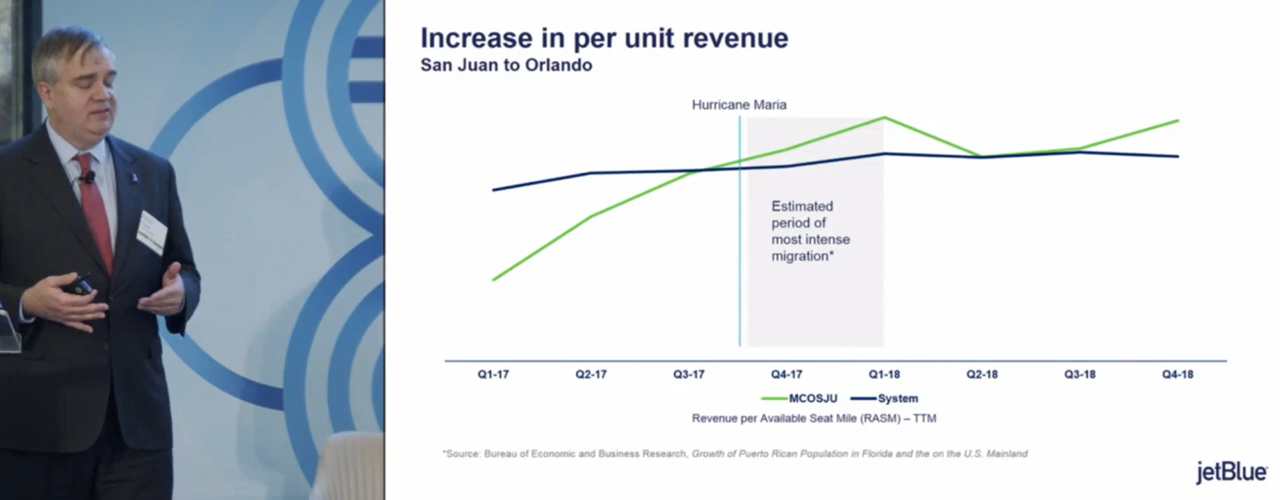 Increase in per unit revenue
San Juan to Orlando
Hurricane Maria
Estimated
period of
most intense
migration*
Q1-17 Q2-17 Q3-17 Q4-17 Q1-18 Q2-18 Q3-18 Q4-18
MCOSJU System
Revenue per Available Seat Mile (RASM) – TTM
*Source: Bureau of Economic and Business Research, Growth of Puerto Rican Population in Florida and the on the U.S. Mainland
jetBlue